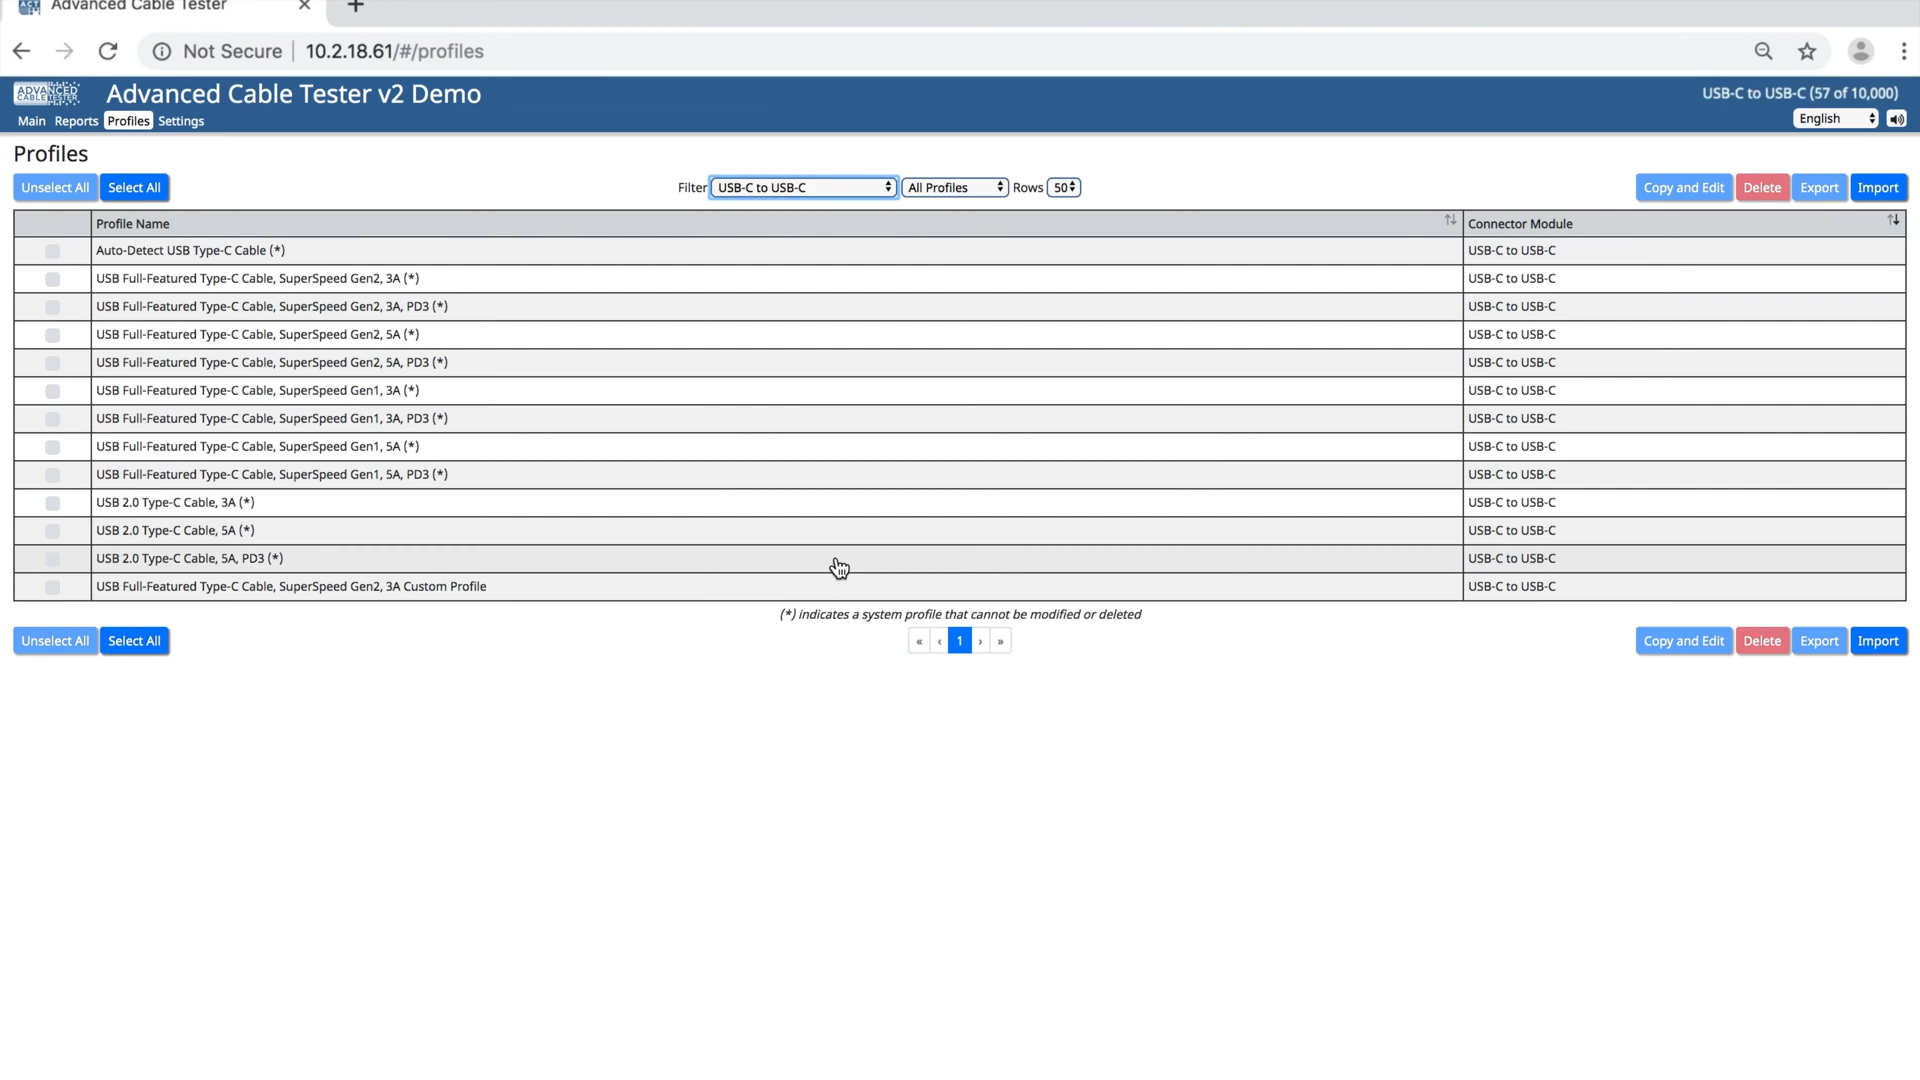 Advanced Cable Tester
Not Secure 10.2.18.61/#/profiles
ADVANCED CABLE TESTER
Advanced Cable Tester v2 Demo
USB-C to USB-C (57 of 10,000)
Main Reports Profiles Settings
English
Profiles
Unselect All Select All Filter USB-C to USB-C All Profiles Rows 50 Copy and Edit Delete Export Import
Profile Name Connector Module
Auto-Detect USB Type-C Cable (*) USB-C to USB-C
USB Full-Featured Type-C Cable, SuperSpeed Gen2, 3A (*) USB-C to USB-C
USB Full-Featured Type-C Cable, SuperSpeed Gen2, 3A, PD3 (*) USB-C to USB-C
USB Full-Featured Type-C Cable, SuperSpeed Gen2, 5A (*) USB-C to USB-C
USB Full-Featured Type-C Cable, SuperSpeed Gen2, 5A, PD3 (*) USB-C to USB-C
USB Full-Featured Type-C Cable, SuperSpeed Gen1, 3A (*) USB-C to USB-C
USB Full-Featured Type-C Cable, SuperSpeed Gen1, 3A, PD3 (*) USB-C to USB-C
USB Full-Featured Type-C Cable, SuperSpeed Gen1, 5A (*) USB-C to USB-C
USB Full-Featured Type-C Cable, SuperSpeed Gen1, 5A, PD3 (*) USB-C to USB-C
USB 2.0 Type-C Cable, 3A (*) USB-C to USB-C
USB 2.0 Type-C Cable, 5A (*) USB-C to USB-C
USB 2.0 Type-C Cable, 5A, PD3 (*) USB-C to USB-C
USB Full-Featured Type-C Cable, SuperSpeed Gen2, 3A Custom Profile USB-C to USB-C
(*) indicates a system profile that cannot be modified or deleted
Unselect All Select All « ‹ 1 › » Copy and Edit Delete Export Import